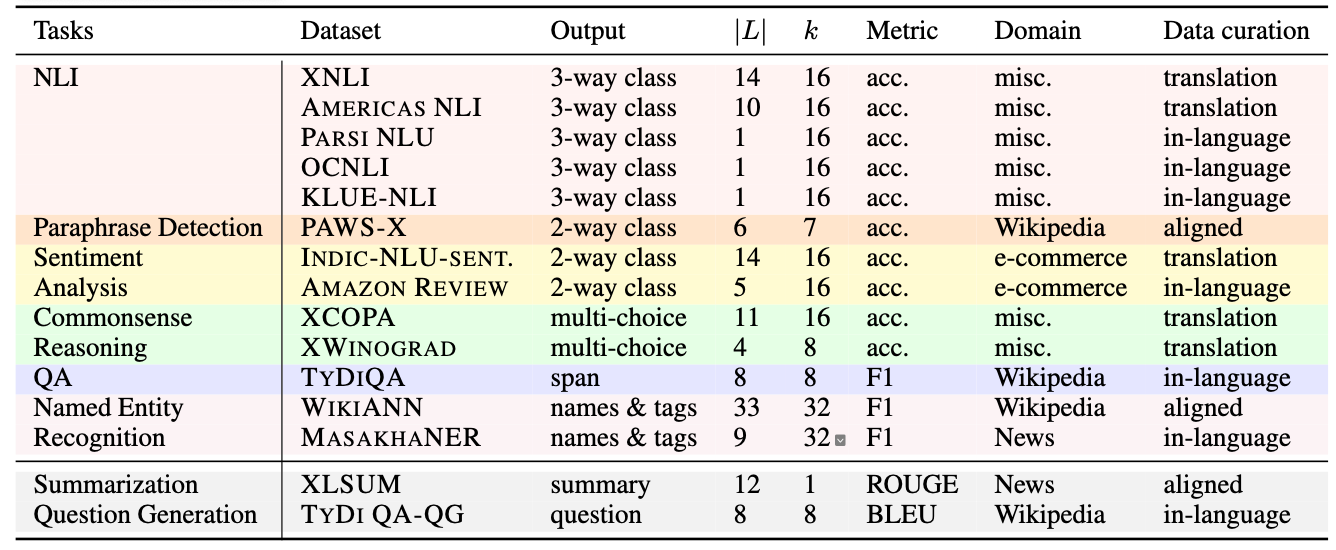 Tasks Dataset Output |L| k Metric Domain Data curation
NLI XNLI 3-way class 14 16 acc. misc. translation
AMERICAS NLI 3-way class 10 16 acc. misc. translation
PARSI NLU 3-way class 1 16 acc. misc. in-language
OCNLI 3-way class 1 16 acc. misc. in-language
KLUE-NLI 3-way class 1 16 acc. misc. in-language
Paraphrase Detection PAWS-X 2-way class 6 7 acc. Wikipedia aligned
Sentiment INDIC-NLU-SENT. 2-way class 14 16 acc. e-commerce translation
Analysis AMAZON REVIEW 2-way class 5 16 acc. e-commerce in-language
Commonsense XCOPA multi-choice 11 16 acc. misc. translation
Reasoning XWINOGRAD multi-choice 4 8 acc. misc. translation
QA TYDIQA span 8 8 F1 Wikipedia in-language
Named Entity WIKIANN names & tags 33 32 F1 Wikipedia aligned
Recognition MASAKHANER names & tags 9 32 F1 News in-language
Summarization XLSUM summary 12 1 ROUGE News aligned
Question Generation TYDI QA-QG question 8 8 BLEU Wikipedia in-language